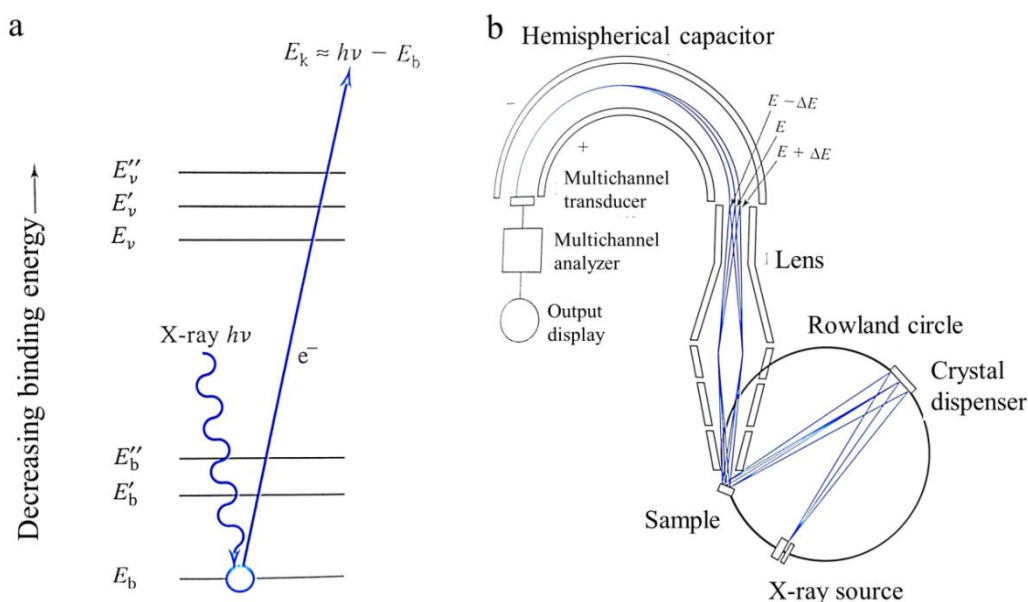 a
E_k ≈ hν − E_b
E″_ν
E′_ν
E_ν
Decreasing binding energy
X-ray hν
e⁻
E″_b
E′_b
E_b
b
Hemispherical capacitor
−
+
E − ΔE
E
E + ΔE
Multichannel
transducer
Multichannel
analyzer
Output
display
Lens
Rowland circle
Crystal
dispenser
Sample
X-ray source